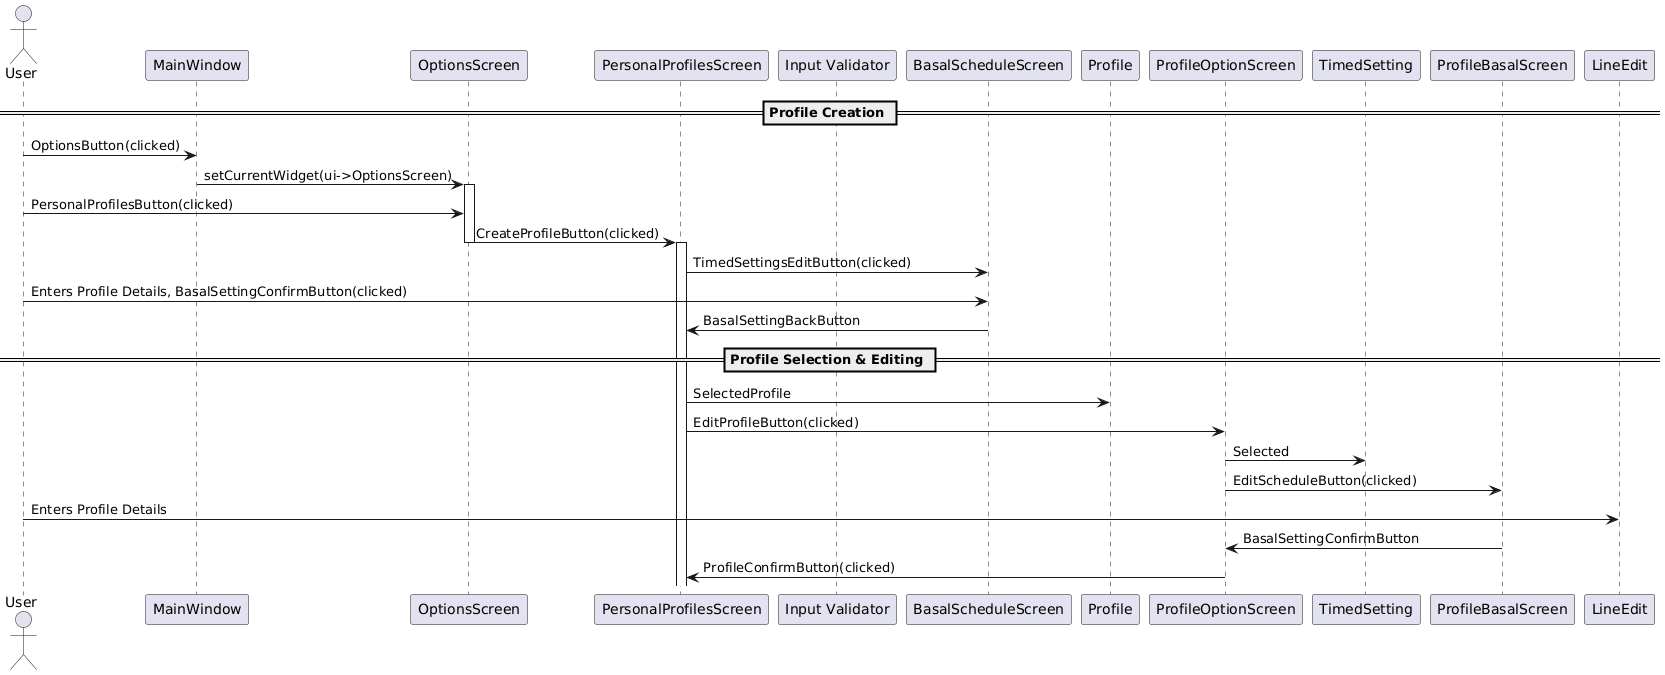 User
MainWindow
OptionsScreen
PersonalProfilesScreen
Input Validator
BasalScheduleScreen
Profile
ProfileOptionScreen
TimedSetting
ProfileBasalScreen
LineEdit
Profile Creation
OptionsButton(clicked)
setCurrentWidget(ui->OptionsScreen)
PersonalProfilesButton(clicked)
CreateProfileButton(clicked)
TimedSettingsEditButton(clicked)
Enters Profile Details, BasalSettingConfirmButton(clicked)
BasalSettingBackButton
Profile Selection & Editing
SelectedProfile
EditProfileButton(clicked)
Selected
EditScheduleButton(clicked)
Enters Profile Details
BasalSettingConfirmButton
ProfileConfirmButton(clicked)
User
MainWindow
OptionsScreen
PersonalProfilesScreen
Input Validator
BasalScheduleScreen
Profile
ProfileOptionScreen
TimedSetting
ProfileBasalScreen
LineEdit